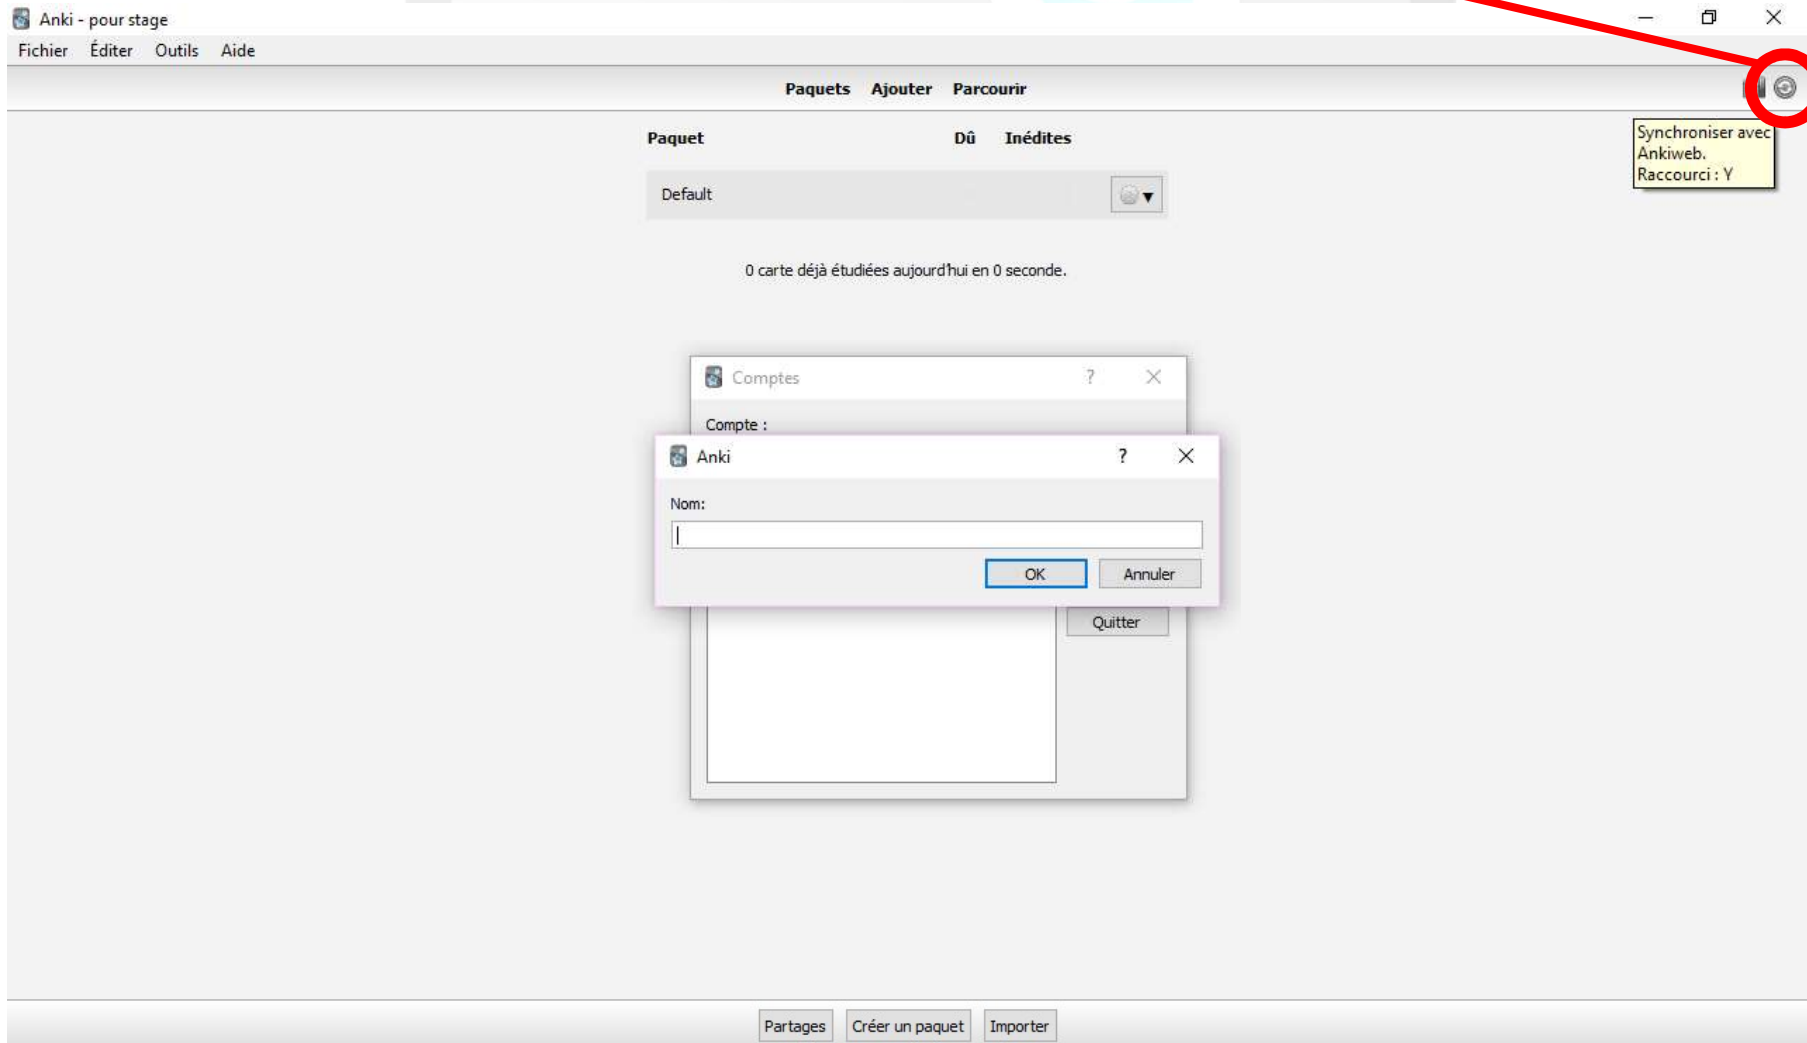 Anki - pour stage
Fichier Éditer Outils Aide
Paquets Ajouter Parcourir
Synchroniser avec
Ankiweb.
Raccourci : Y
Paquet Dû Inédites
Default
0 carte déjà étudiées aujourd'hui en 0 seconde.
Comptes ?
Compte :
Anki ?
Nom:
OK Annuler
Quitter
Partages Créer un paquet Importer